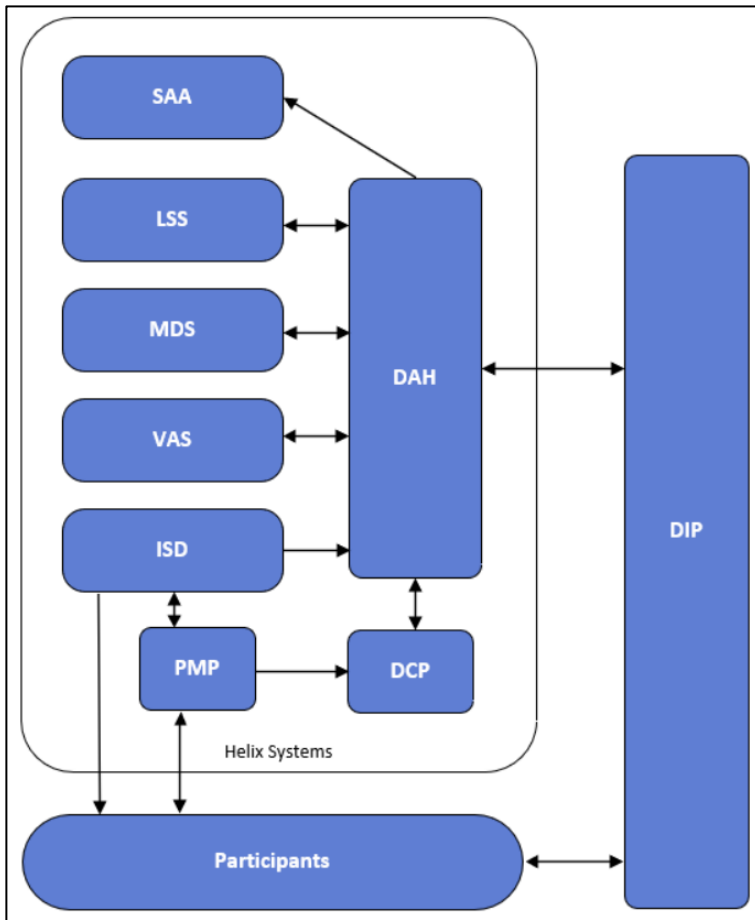 SAA
LSS
MDS
DAH
VAS
DIP
ISD
PMP
DCP
Helix Systems
Participants